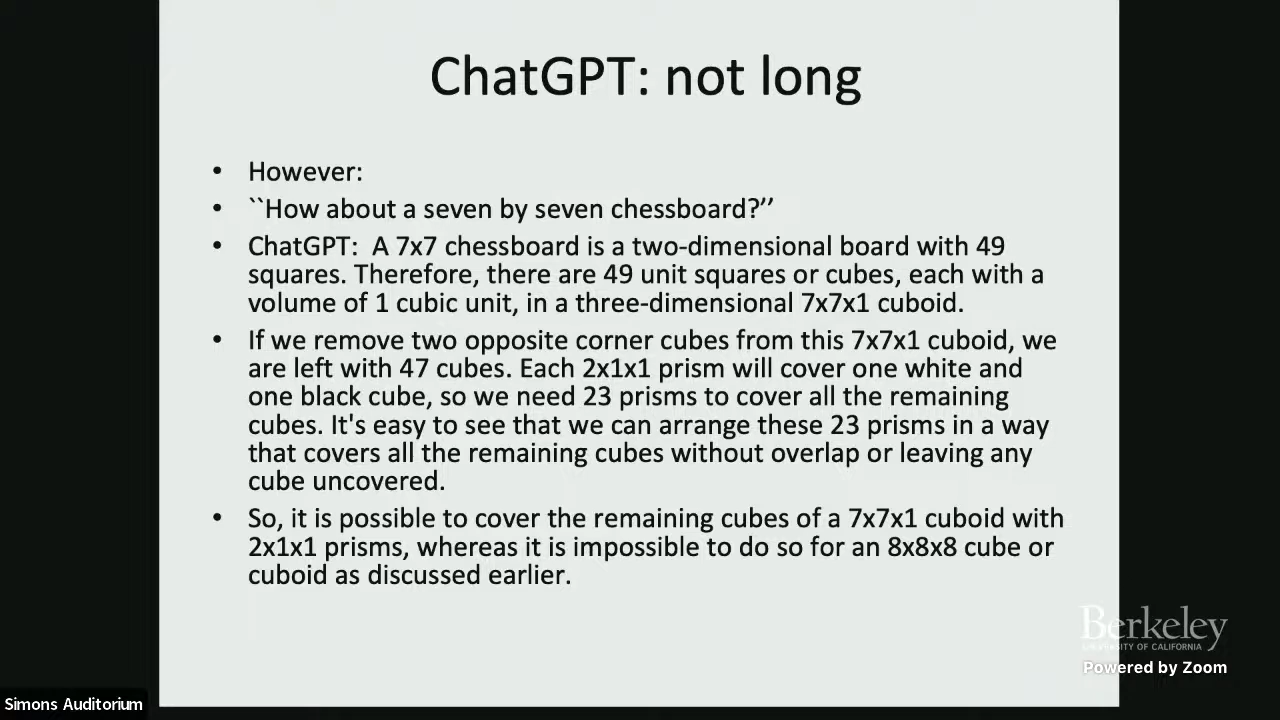 ChatGPT: not long
• However:
• ``How about a seven by seven chessboard?’’
• ChatGPT: A 7x7 chessboard is a two-dimensional board with 49
squares. Therefore, there are 49 unit squares or cubes, each with a
volume of 1 cubic unit, in a three-dimensional 7x7x1 cuboid.
• If we remove two opposite corner cubes from this 7x7x1 cuboid, we
are left with 47 cubes. Each 2x1x1 prism will cover one white and
one black cube, so we need 23 prisms to cover all the remaining
cubes. It's easy to see that we can arrange these 23 prisms in a way
that covers all the remaining cubes without overlap or leaving any
cube uncovered.
• So, it is possible to cover the remaining cubes of a 7x7x1 cuboid with
2x1x1 prisms, whereas it is impossible to do so for an 8x8x8 cube or
cuboid as discussed earlier.
Berkeley
UNIVERSITY OF CALIFORNIA
Powered by Zoom
Simons Auditorium